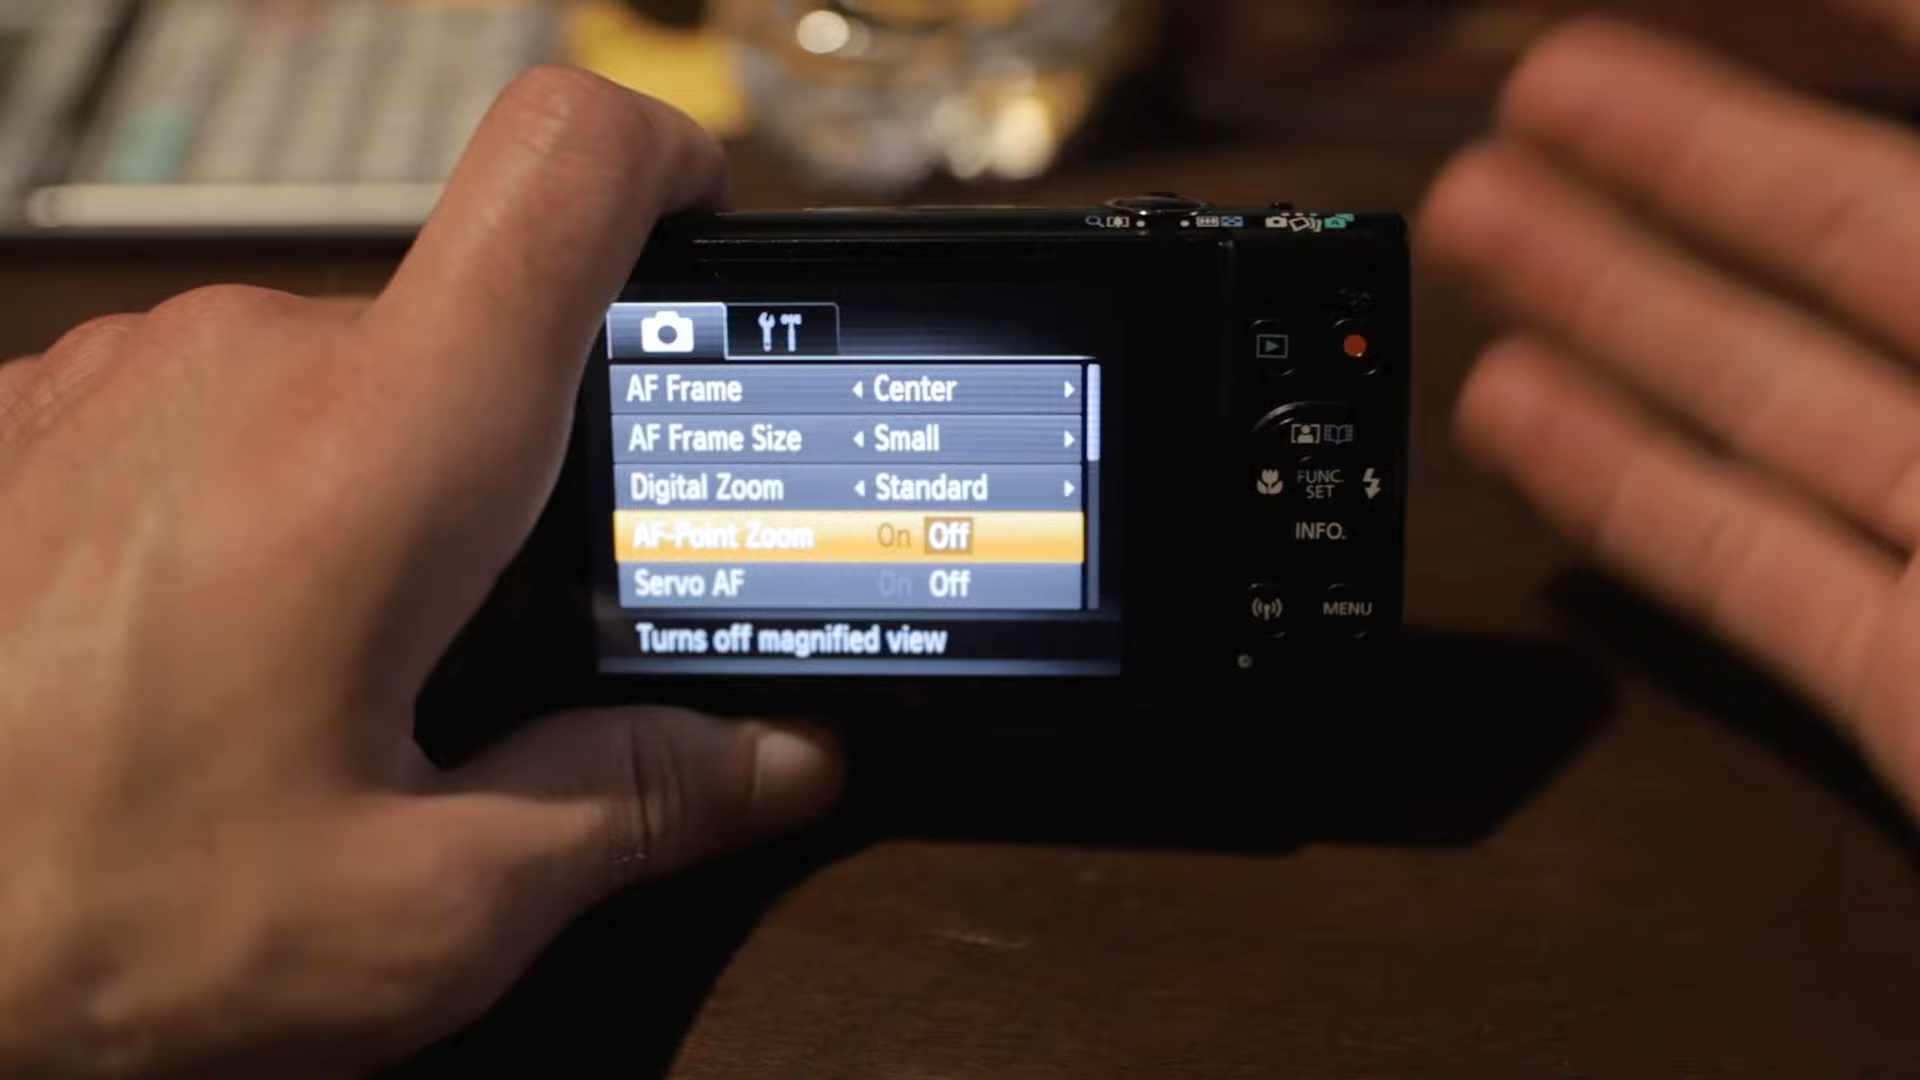 AF Frame Center
AF Frame Size Small
Digital Zoom Standard
AF-Point Zoom On Off
Servo AF On Off
Turns off magnified view
FUNC.
SET
INFO.
MENU